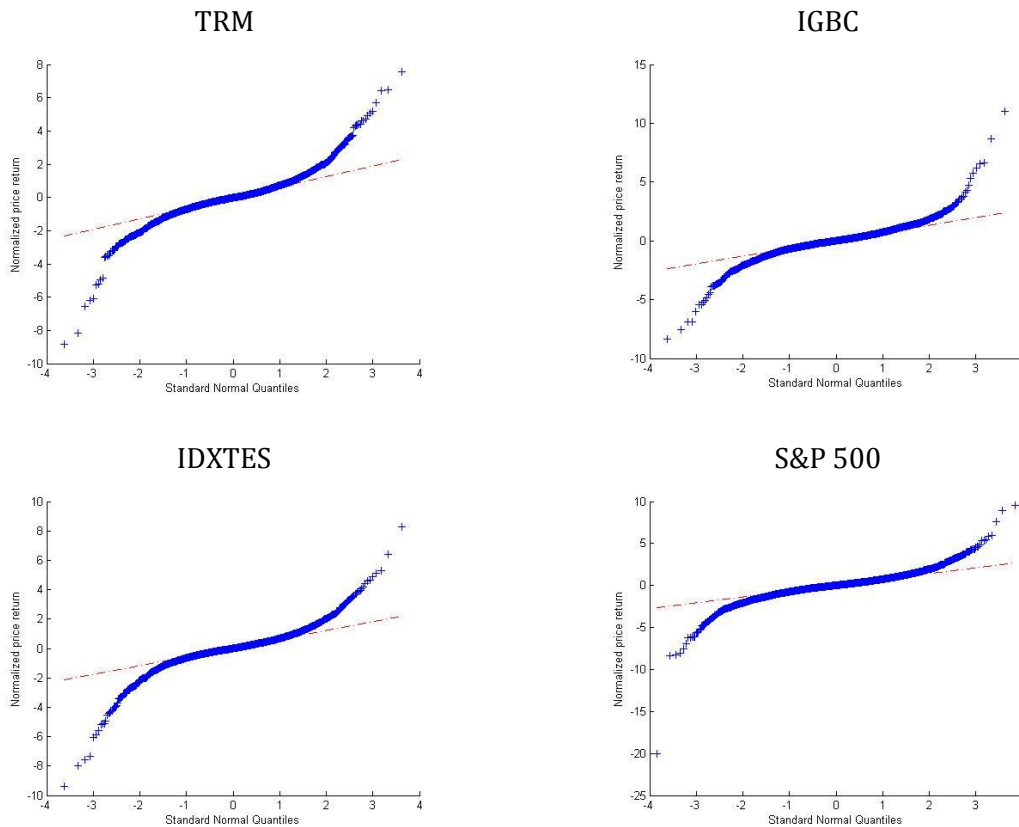 TRM
8
6
4
2
0
-2
-4
-6
-8
-10
Normalized price return
-4 -3 -2 -1 0 1 2 3 4
Standard Normal Quantiles
IGBC
15
10
5
0
-5
-10
Normalized price return
-4 -3 -2 -1 0 1 2 3
Standard Normal Quantiles
IDXTES
10
8
6
4
2
0
-2
-4
-6
-8
-10
Normalized price return
-4 -3 -2 -1 0 1 2 3 4
Standard Normal Quantiles
S&P 500
10
5
0
-5
-10
-15
-20
-25
Normalized price return
-4 -3 -2 -1 0 1 2 3
Standard Normal Quantiles